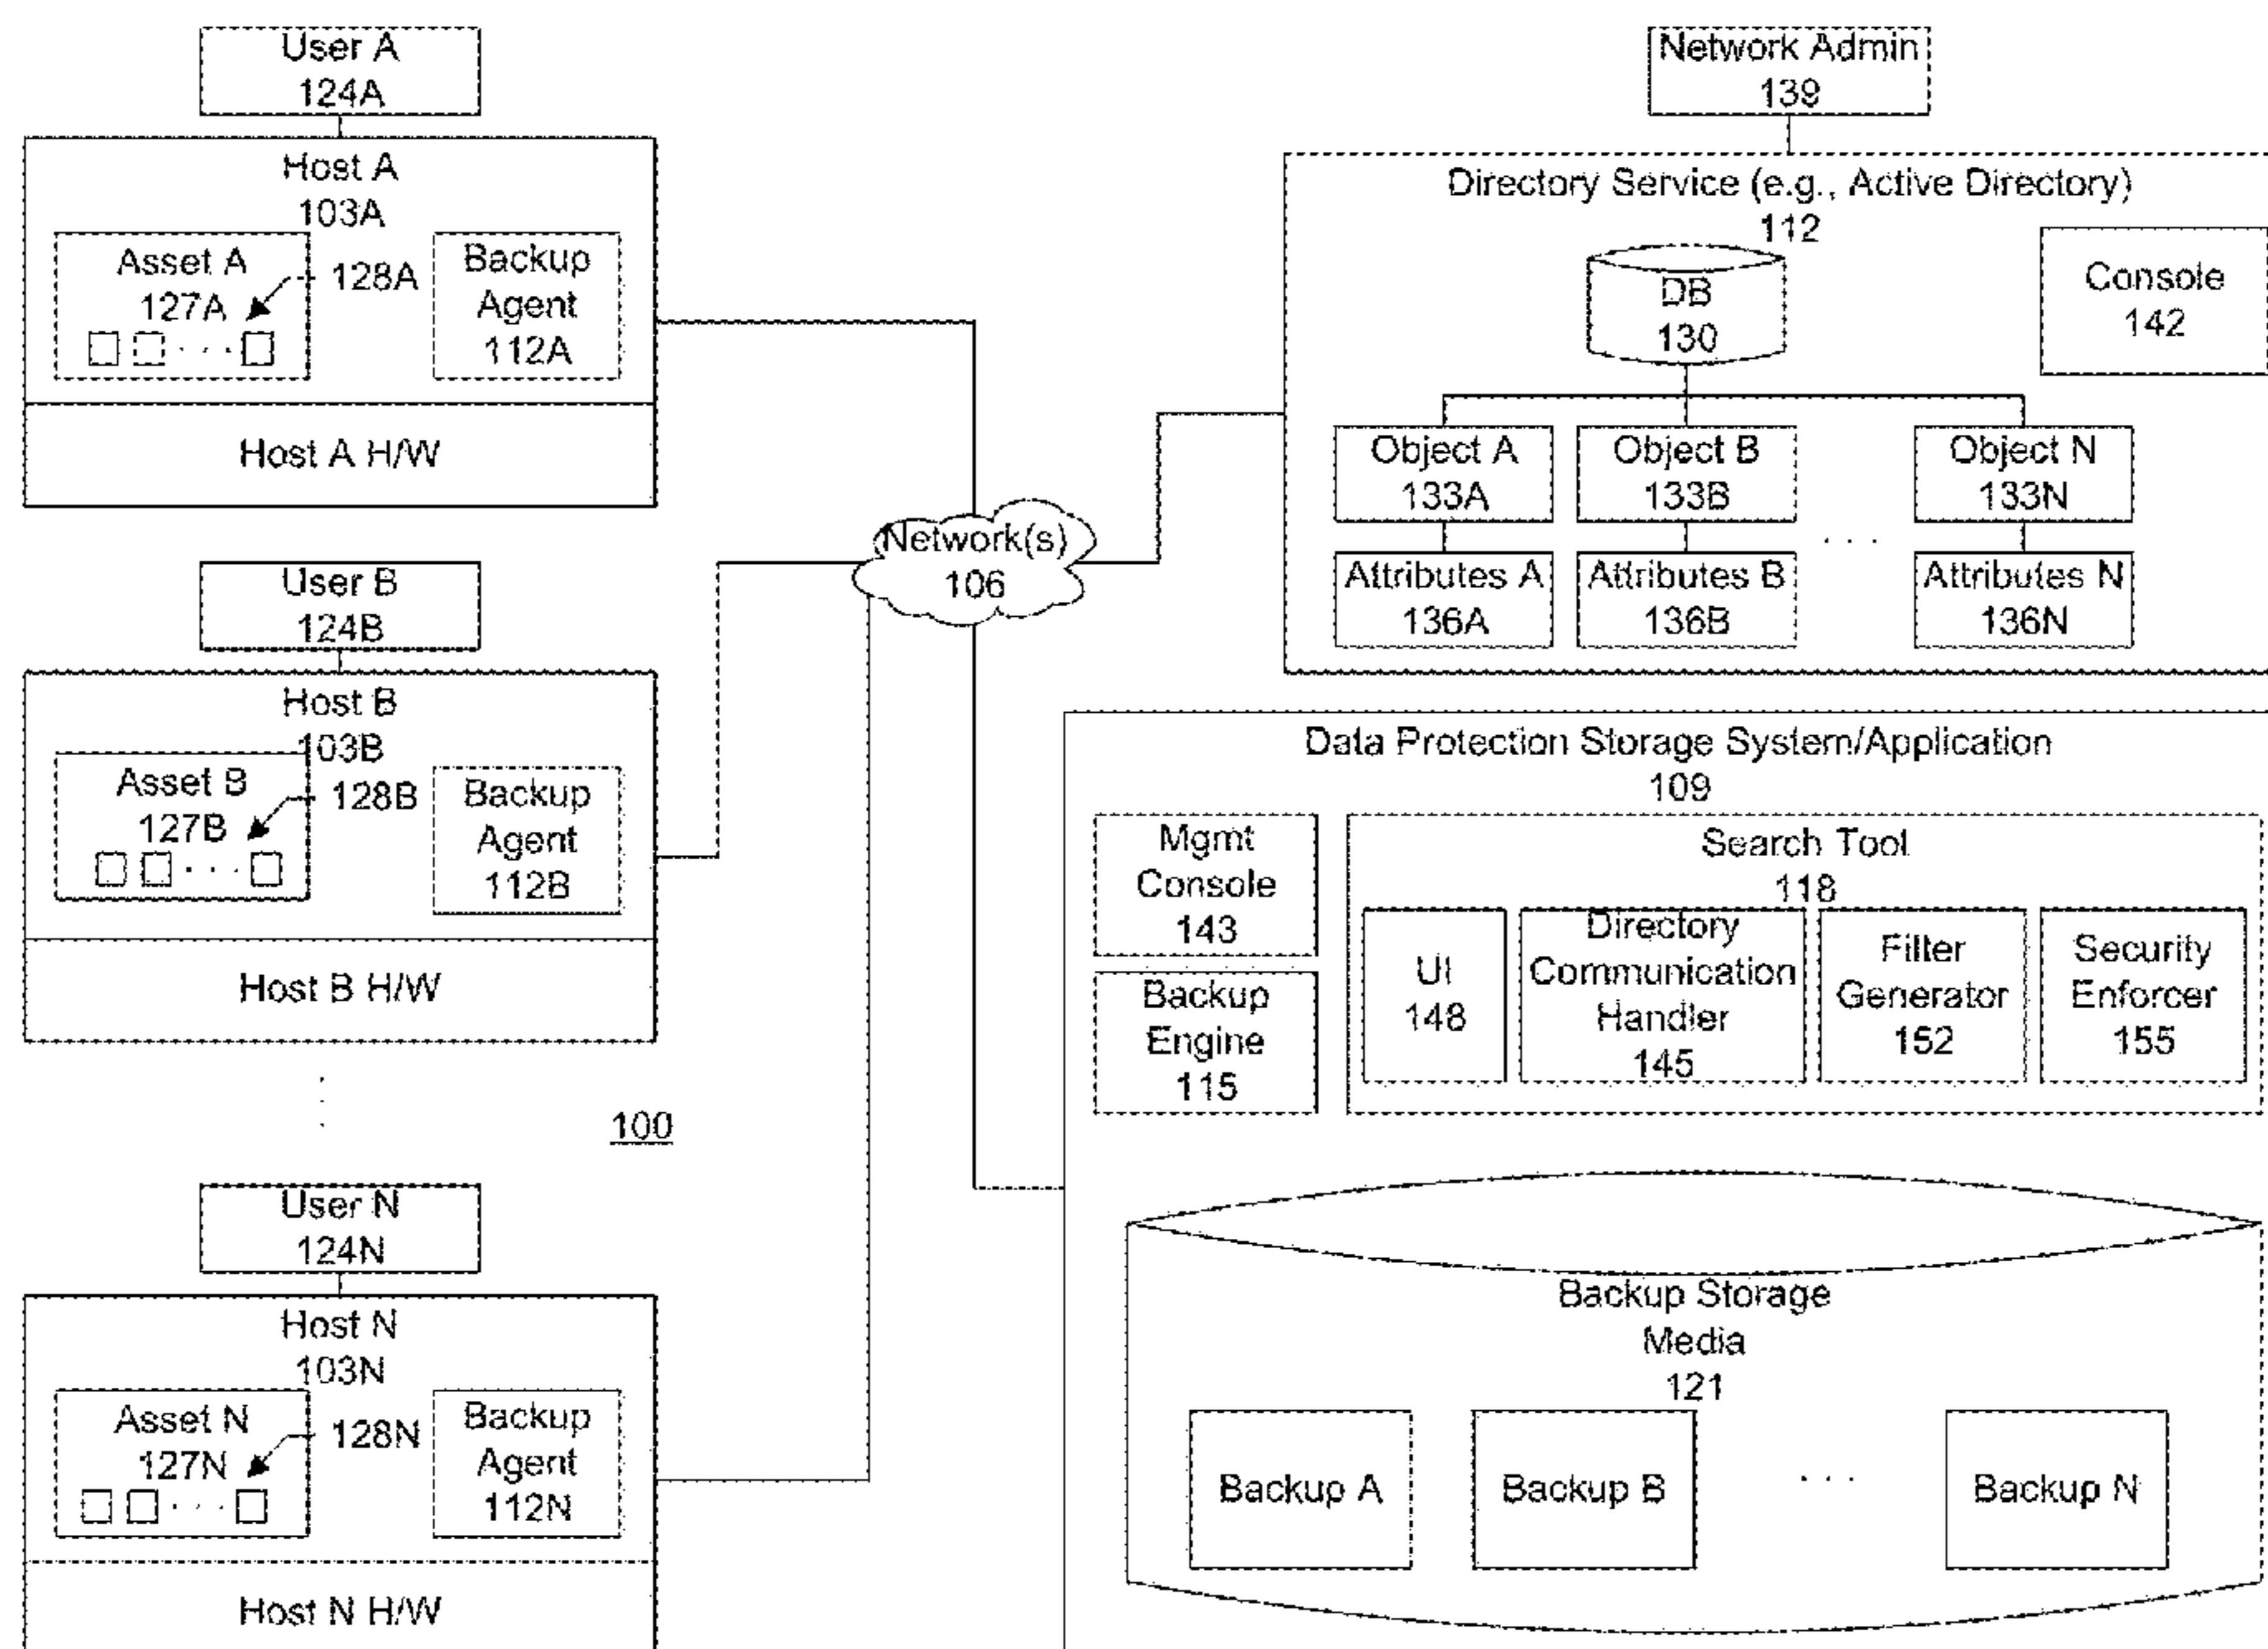 User A
124A
Host A
103A
Asset A
127A
128A
Backup
Agent
112A
Host A H/W
User B
124B
Host B
103B
Asset B
127B
128B
Backup
Agent
112B
Host B H/W
100
User N
124N
Host N
103N
Asset N
127N
128N
Backup
Agent
112N
Host N H/W
Network(s)
106
Network Admin
139
Directory Service (e.g., Active Directory)
112
DB
130
Console
142
Object A
133A
Object B
133B
Object N
133N
. . .
Attributes A
136A
Attributes B
136B
Attributes N
136N
Data Protection Storage System/Application
109
Mgmt
Console
143
Backup
Engine
115
Search Tool
118
UI
148
Directory
Communication
Handler
145
Filter
Generator
152
Security
Enforcer
155
Backup Storage
Media
121
Backup A
Backup B
. . .
Backup N